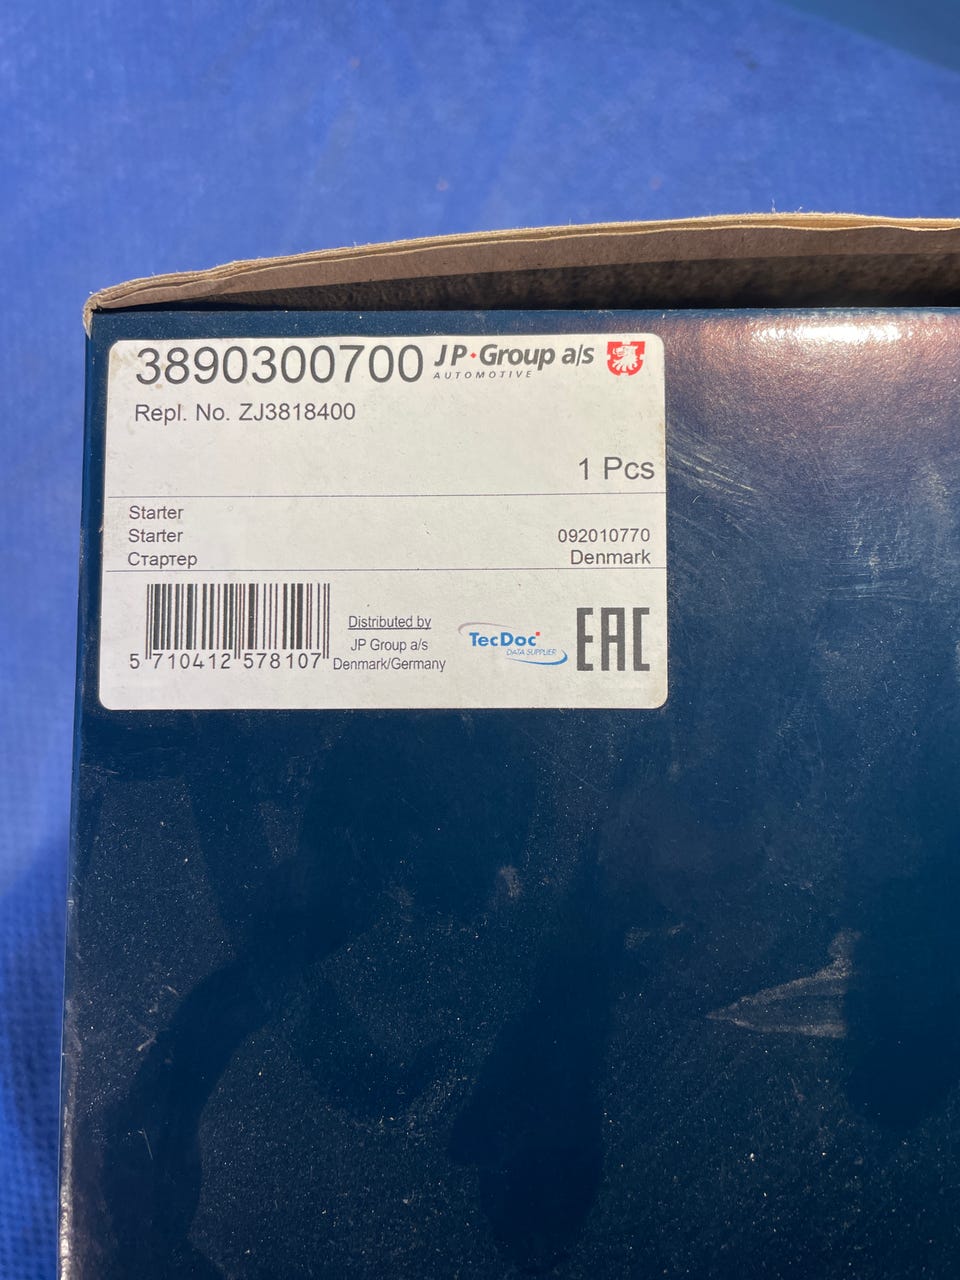 3890300700 JP Group a/s
AUTOMOTIVE
Repl. No. ZJ3818400
1 Pcs
Starter
Starter 092010770
Стартер Denmark
Distributed by
JP Group a/s
Denmark/Germany
5 710412 578107
TecDoc
DATA SUPPLIER
EAC